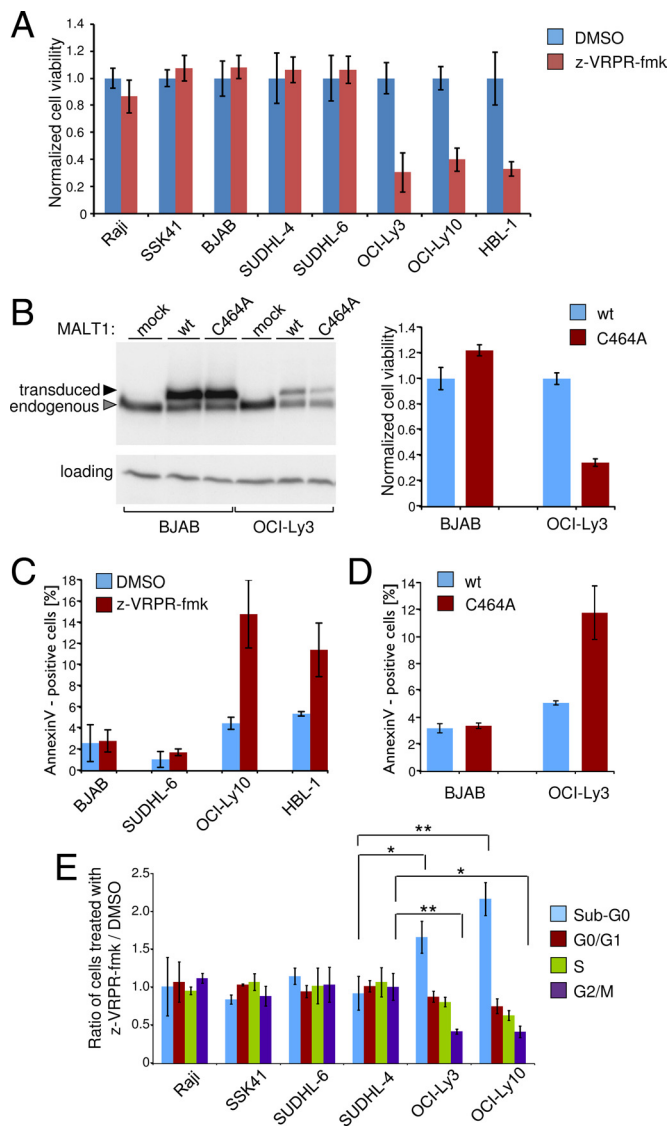 A
1.4
1.2
1.0
0.8
0.6
0.4
0.2
0
Normalized cell viability
DMSO
z-VRPR-fmk
Raji
SSK41
BJAB
SUDHL-4
SUDHL-6
OCI-Ly3
OCI-Ly10
HBL-1
B
MALT1:
mock
wt
C464A
mock
wt
C464A
transduced
endogenous
loading
BJAB
OCI-Ly3
wt
C464A
1.4
1.2
1.0
0.8
0.6
0.4
0.2
0
Normalized cell viability
BJAB
OCI-Ly3
C
DMSO
z-VRPR-fmk
18
16
14
12
10
8
6
4
2
0
AnnexinV - positive cells [%]
BJAB
SUDHL-6
OCI-Ly10
HBL-1
D
wt
C464A
16
14
12
10
8
6
4
2
0
AnnexinV - positive cells [%]
BJAB
OCI-Ly3
E
2.5
2.0
1.5
1.0
0.5
0
Ratio of cells treated with
z-VRPR-fmk / DMSO
**
*
*
**
Sub-G0
G0/G1
S
G2/M
Raji
SSK41
SUDHL-6
SUDHL-4
OCI-Ly3
OCI-Ly10